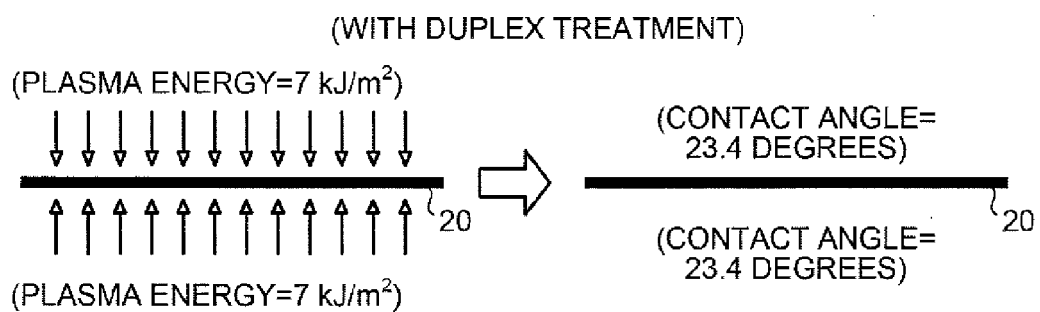 (WITH DUPLEX TREATMENT)
(PLASMA ENERGY=7 kJ/m²)
20
(PLASMA ENERGY=7 kJ/m²)
(CONTACT ANGLE=
23.4 DEGREES)
20
(CONTACT ANGLE=
23.4 DEGREES)